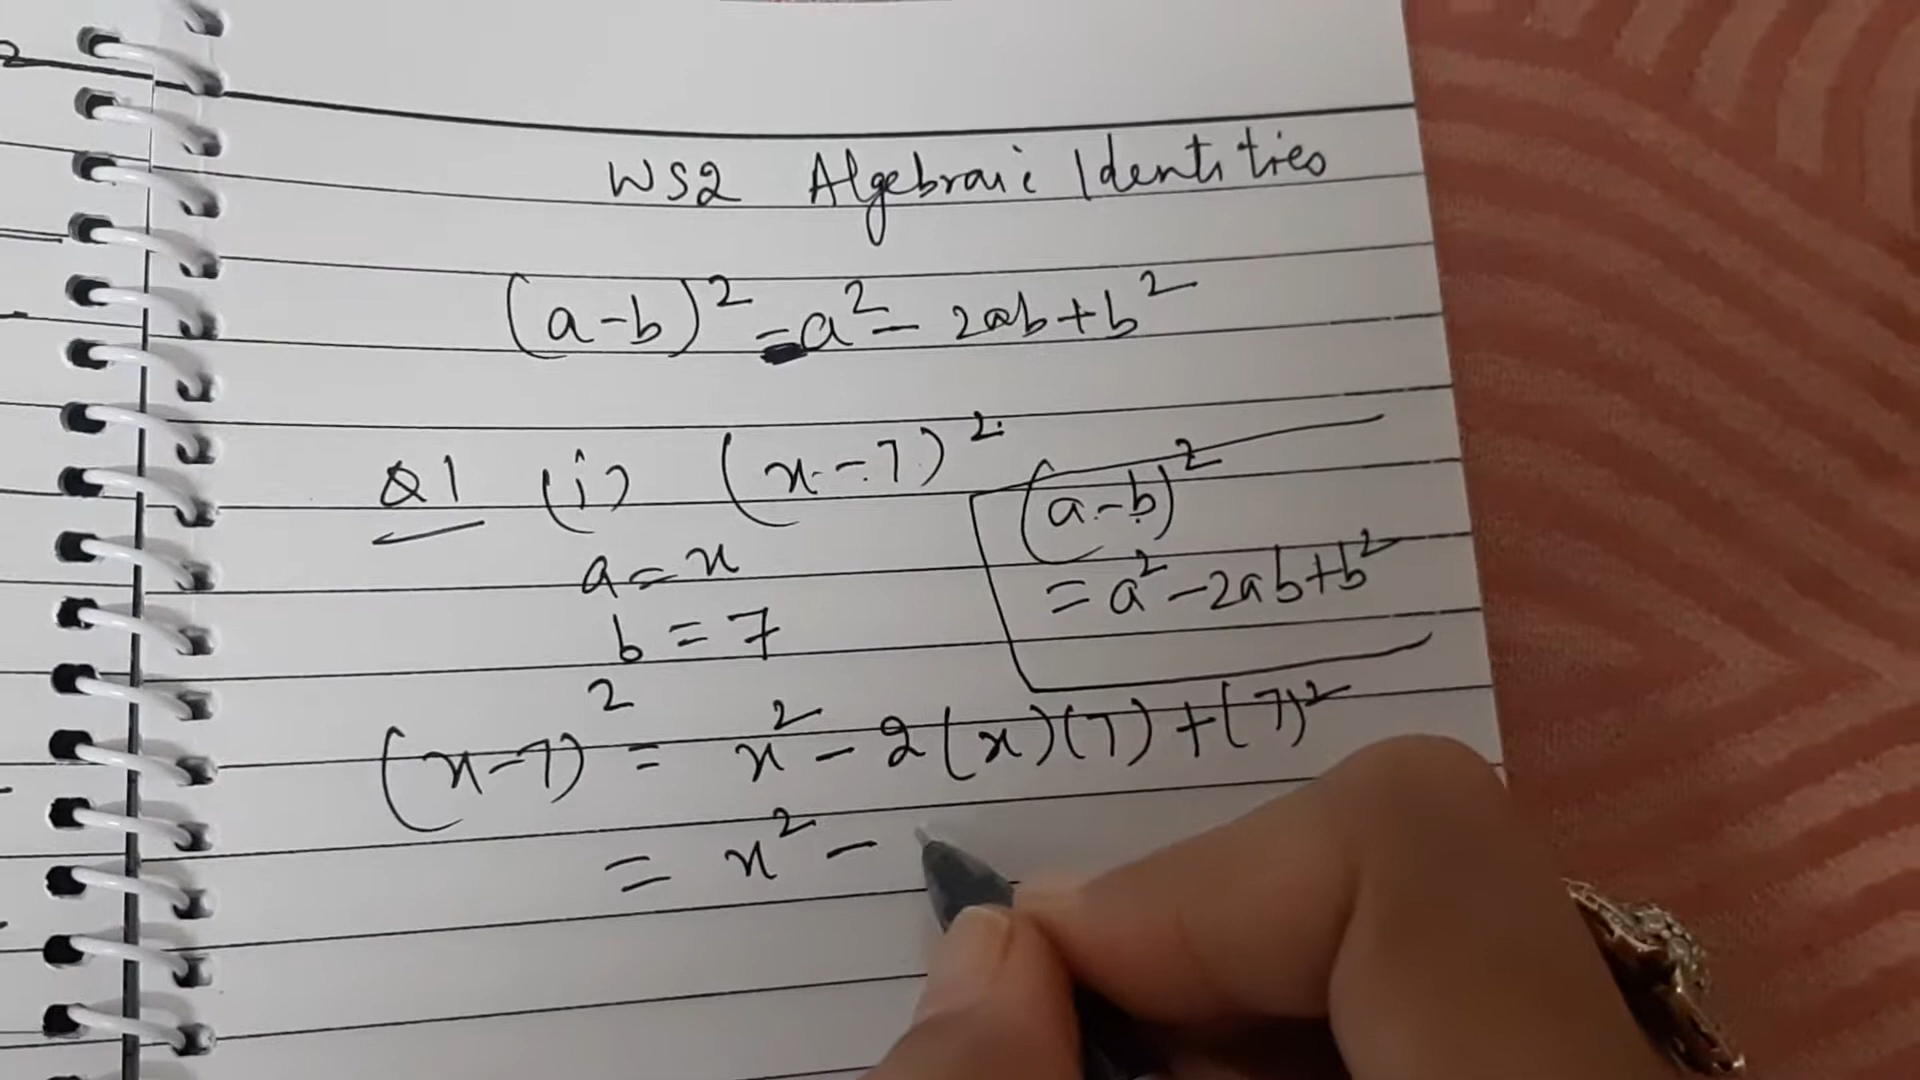 WS2 Algebraic Identities
(a-b)² = a² - 2ab + b²
Q1 (i) (x-7)²
a = x
b = 7
(a-b)²
= a² - 2ab + b²
(x-7)² = x² - 2(x)(7) + (7)²
= x² -